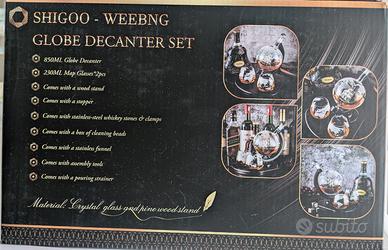 SHIGOO - WEEBNG
GLOBE DECANTER SET
850ML Globe Decanter
230ML Map Glasses*2pcs
Comes with a wood stand
Comes with a stopper
Comes with stainless-steel whiskey stones & clamps
Comes with a box of cleaning beads
Comes with a stainless funnel
Comes with assembly tools
Comes with a pouring strainer
Material: Crystal glass and pine wood stand
subito